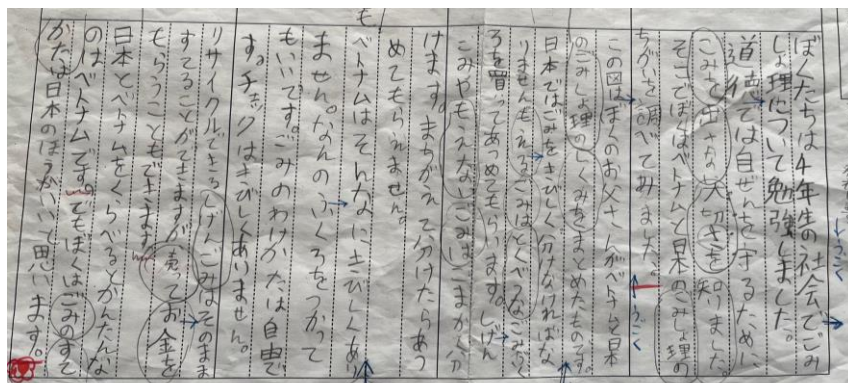 ぼくたちは4年生の社会でごみ
しょ理について勉強しました。
道徳では自ぜんを守るために、
ごみを出さない大切さを知りました。
そこでぼくはベトナムと日本のごみしょ理の
ちがいを調べてみました。
この図はぼくのお父さんがベトナムと日本
のごみしょ理のしくみをまとめたものです。
日本ではごみをきびしく分けなければな
りません。もえるごみはとくべつなごみぶく
ろを買ってあつめてもらいます。しげん
ごみやもえないごみはこまかく分
けます。まちがえて分けたらあつ
めてもらえません。
も
ベトナムはそんなにきびしくあり
ません。なんのふくろをつかって
もいいです。ごみのわけかたは自由で
す。チェックはきびしくありません。
リサイクルできるしげんごみはそのまま
すてることができますが売ってお金を
もらうこともできます。
日本とベトナムをくらべるとかんたんな
のはベトナムです。でもぼくはごみのすて
かたは日本のほうがいいと思います。